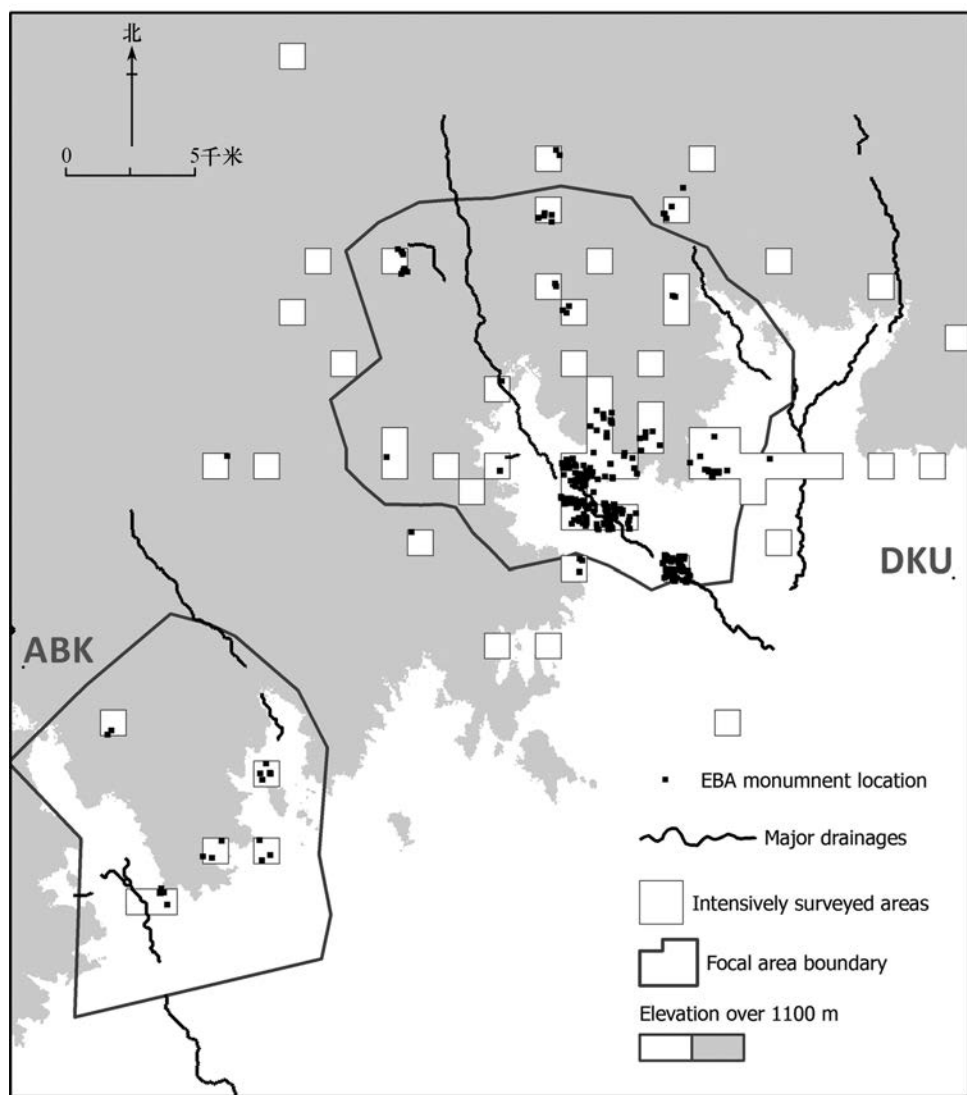 北
0 5千米
DKU
ABK
EBA monumnent location
Major drainages
Intensively surveyed areas
Focal area boundary
Elevation over 1100 m